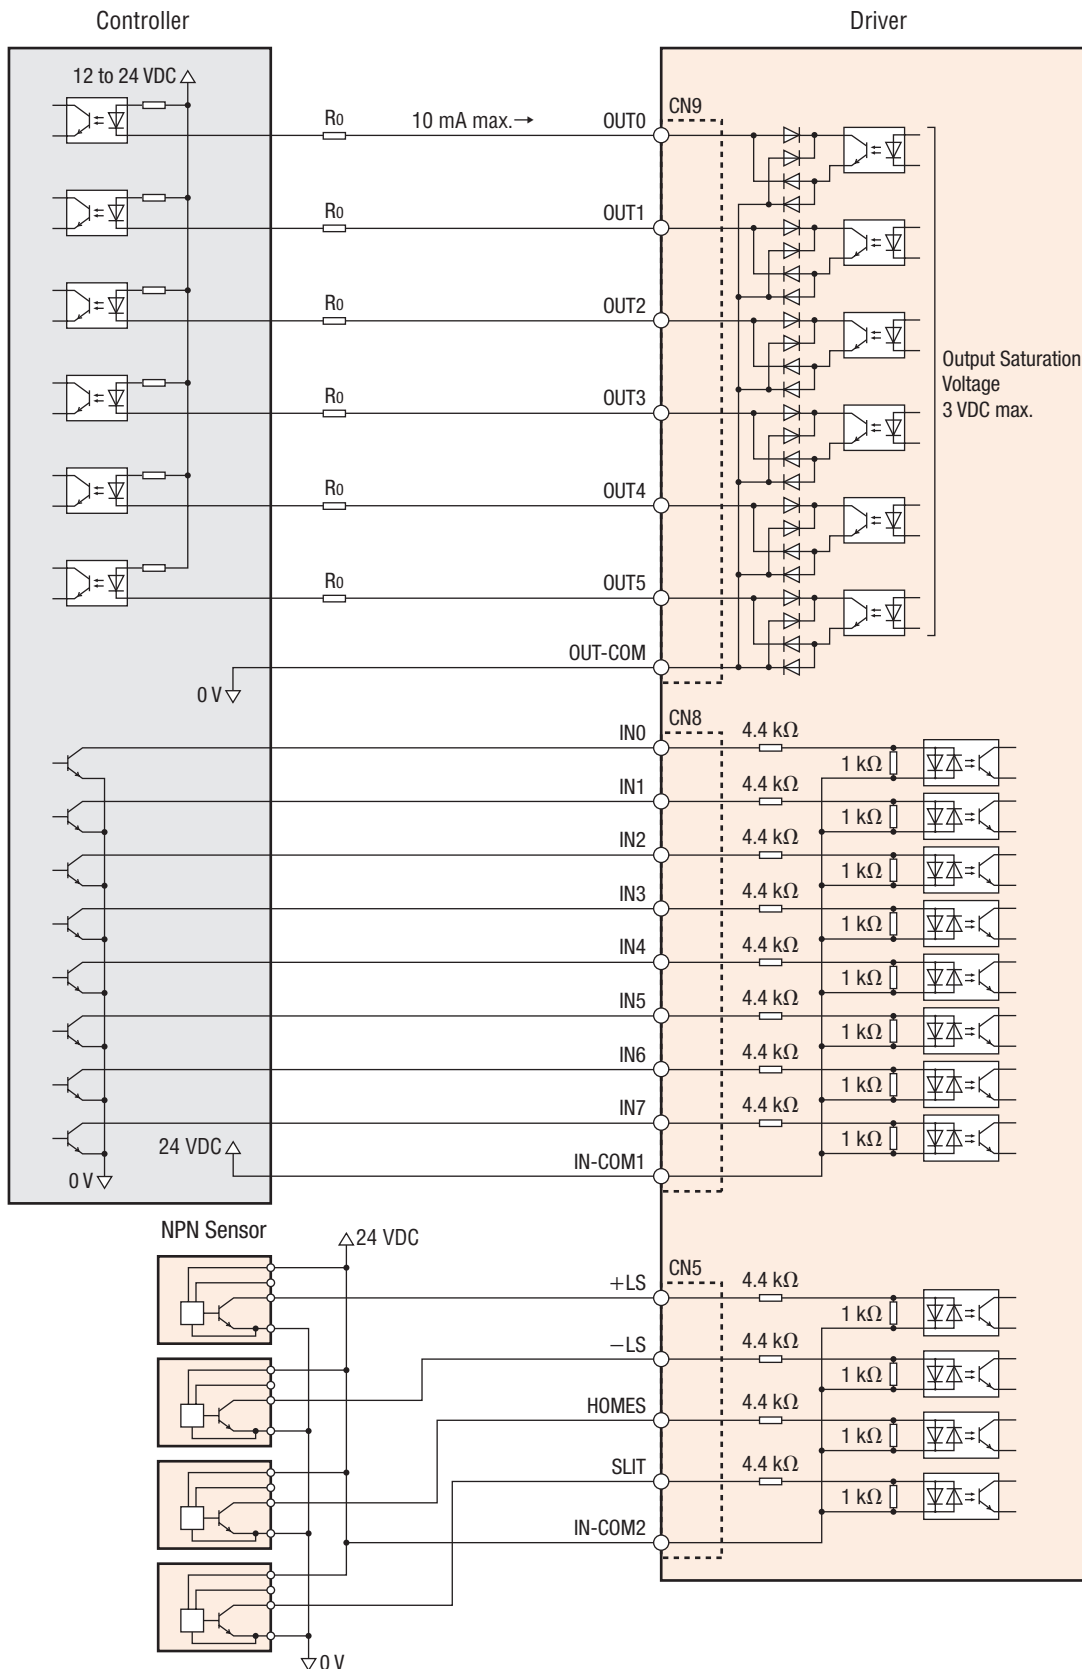 Controller
Driver
12 to 24 VDC
CN9
R0
10 mA max.→
OUT0
R0
OUT1
R0
OUT2
Output Saturation
Voltage
3 VDC max.
R0
OUT3
R0
OUT4
R0
OUT5
OUT-COM
0 V
CN8
IN0
4.4 kΩ
1 kΩ
IN1
4.4 kΩ
1 kΩ
IN2
4.4 kΩ
1 kΩ
IN3
4.4 kΩ
1 kΩ
IN4
4.4 kΩ
1 kΩ
IN5
4.4 kΩ
1 kΩ
IN6
4.4 kΩ
1 kΩ
IN7
4.4 kΩ
1 kΩ
24 VDC
IN-COM1
0 V
NPN Sensor
24 VDC
CN5
+LS
4.4 kΩ
1 kΩ
−LS
4.4 kΩ
1 kΩ
HOMES
4.4 kΩ
1 kΩ
SLIT
4.4 kΩ
1 kΩ
IN-COM2
0 V